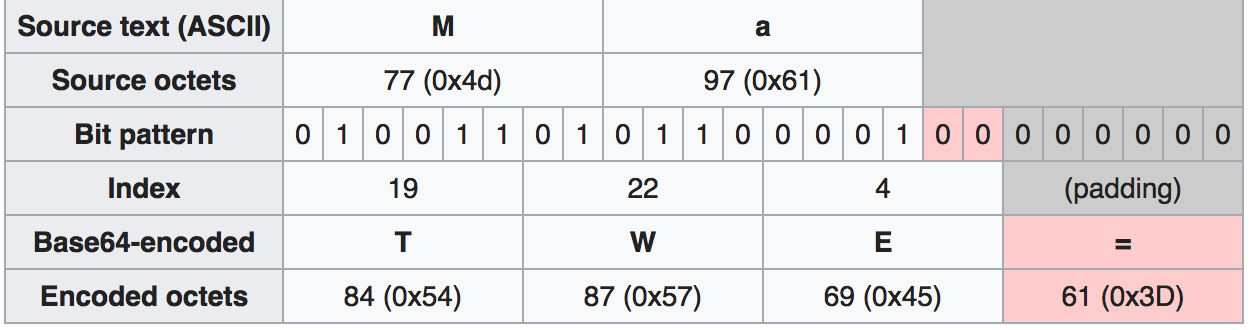 Source text (ASCII) M a
Source octets 77 (0x4d) 97 (0x61)
Bit pattern 0 1 0 0 1 1 0 1 0 1 1 0 0 0 0 1 0 0 0 0 0 0 0 0
Index 19 22 4 (padding)
Base64-encoded T W E =
Encoded octets 84 (0x54) 87 (0x57) 69 (0x45) 61 (0x3D)